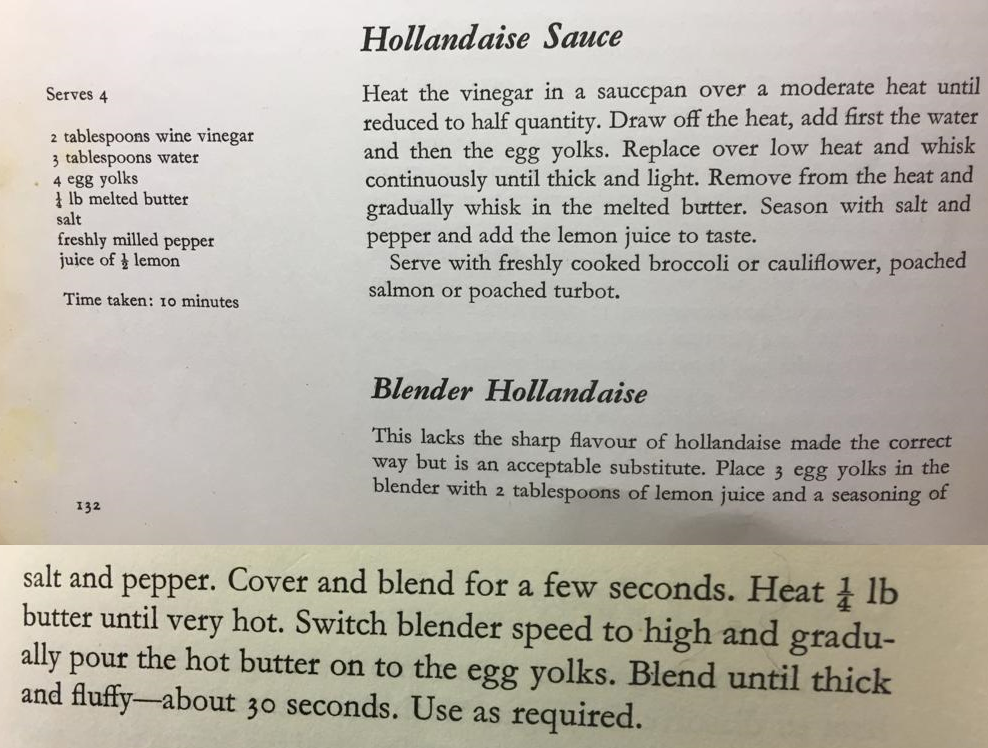 Hollandaise Sauce
Serves 4
2 tablespoons wine vinegar
3 tablespoons water
4 egg yolks
½ lb melted butter
salt
freshly milled pepper
juice of ½ lemon
Time taken: 10 minutes
Heat the vinegar in a saucepan over a moderate heat until
reduced to half quantity. Draw off the heat, add first the water
and then the egg yolks. Replace over low heat and whisk
continuously until thick and light. Remove from the heat and
gradually whisk in the melted butter. Season with salt and
pepper and add the lemon juice to taste.
Serve with freshly cooked broccoli or cauliflower, poached
salmon or poached turbot.
Blender Hollandaise
This lacks the sharp flavour of hollandaise made the correct
way but is an acceptable substitute. Place 3 egg yolks in the
blender with 2 tablespoons of lemon juice and a seasoning of
132
salt and pepper. Cover and blend for a few seconds. Heat ¼ lb
butter until very hot. Switch blender speed to high and gradu-
ally pour the hot butter on to the egg yolks. Blend until thick
and fluffy—about 30 seconds. Use as required.